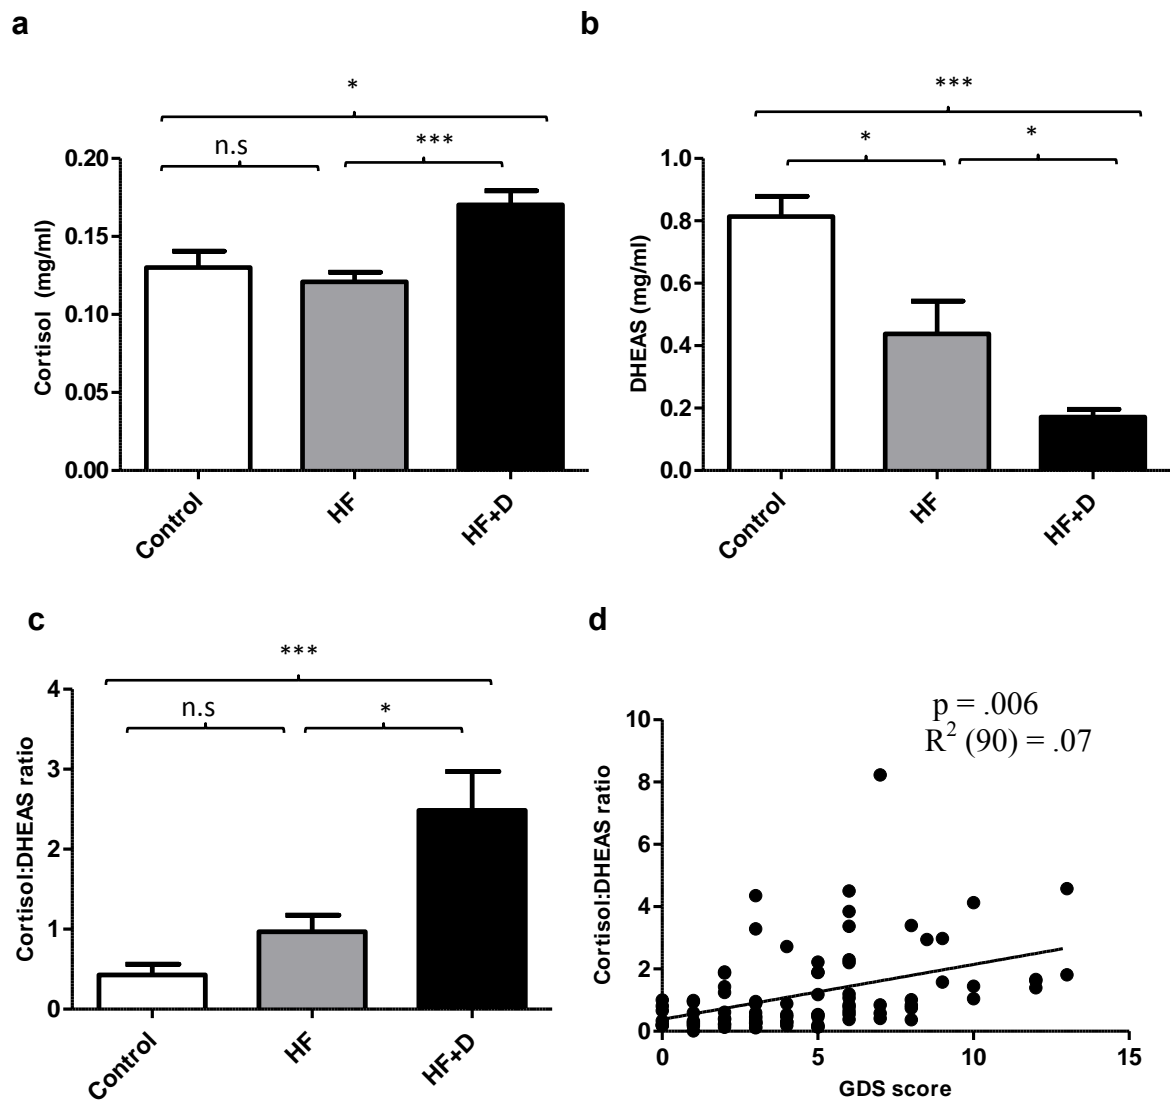 a
*
n.s
***
0.20
0.15
0.10
0.05
0.00
Cortisol (mg/ml)
Control
HF
HF+D
b
***
*
*
1.0
0.8
0.6
0.4
0.2
0.0
DHEAS (mg/ml)
Control
HF
HF+D
c
***
n.s
*
4
3
2
1
0
Cortisol:DHEAS ratio
Control
HF
HF+D
d
p = .006
R² (90) = .07
10
8
6
4
2
0
Cortisol:DHEAS ratio
0
5
10
15
GDS score